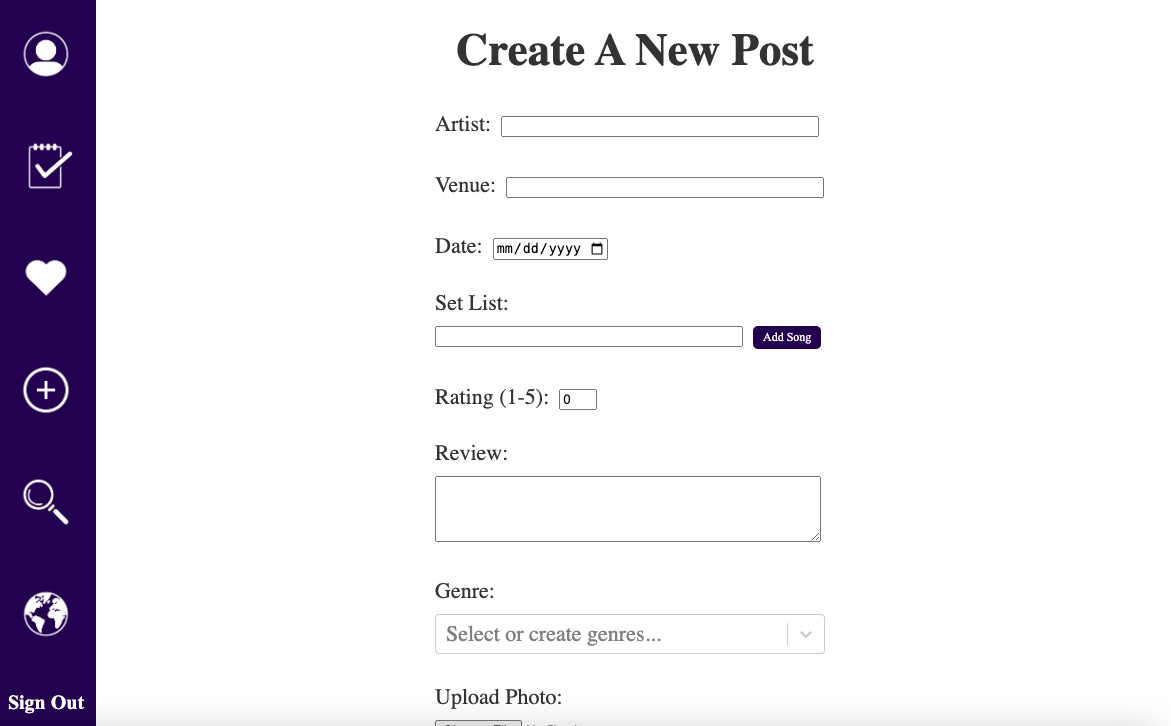 Create A New Post
Artist:
Venue:
Date: mm/dd/yyyy
Set List:
Add Song
Rating (1-5): 0
Review:
Genre:
Select or create genres...
Upload Photo:
Sign Out